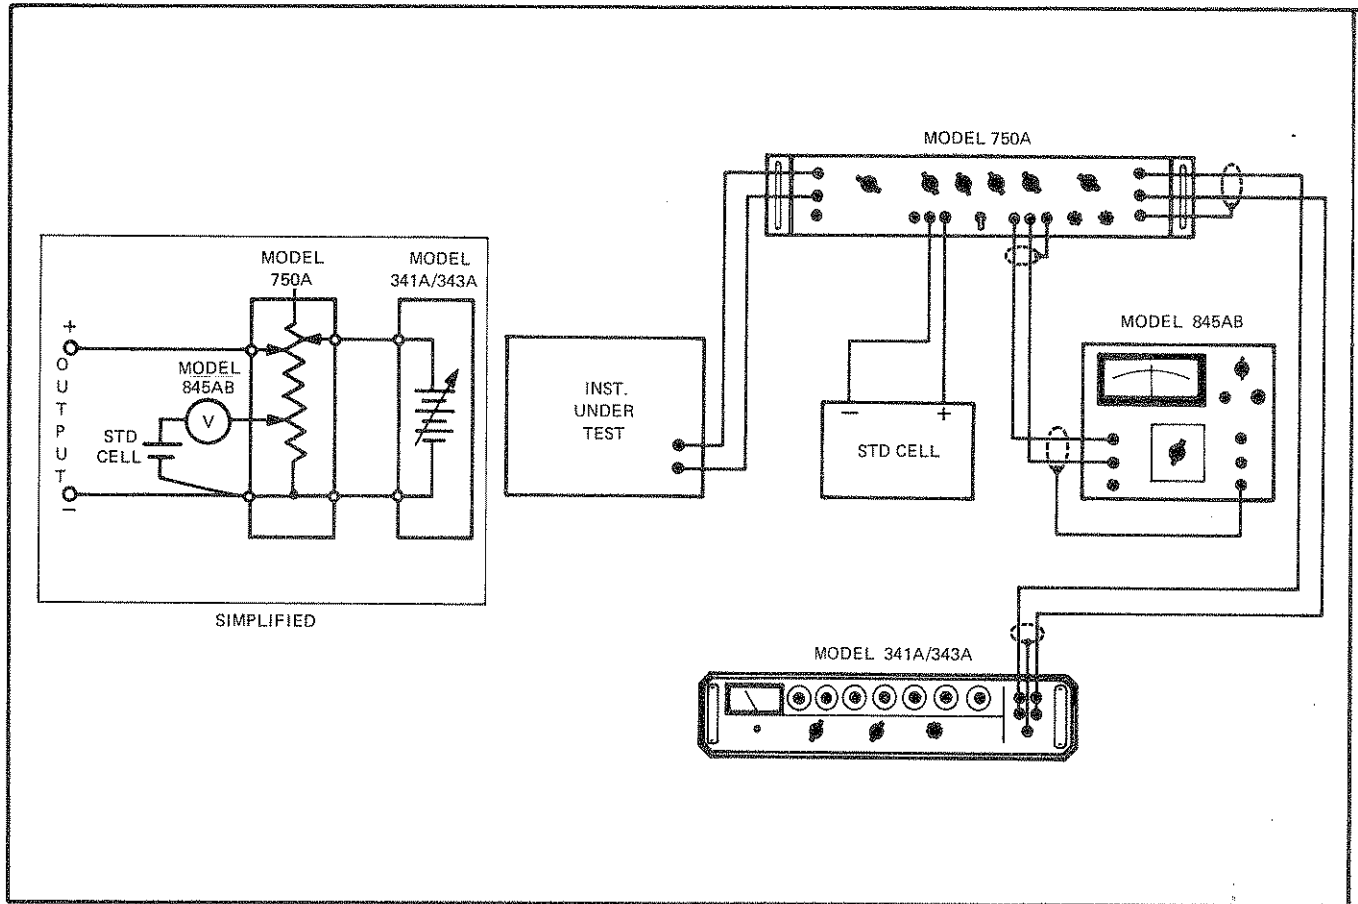 MODEL 750A
MODEL
750A
MODEL
341A/343A
+
OUTPUT
−
MODEL
845AB
V
STD
CELL
SIMPLIFIED
INST.
UNDER
TEST
−
+
STD CELL
MODEL 845AB
MODEL 341A/343A